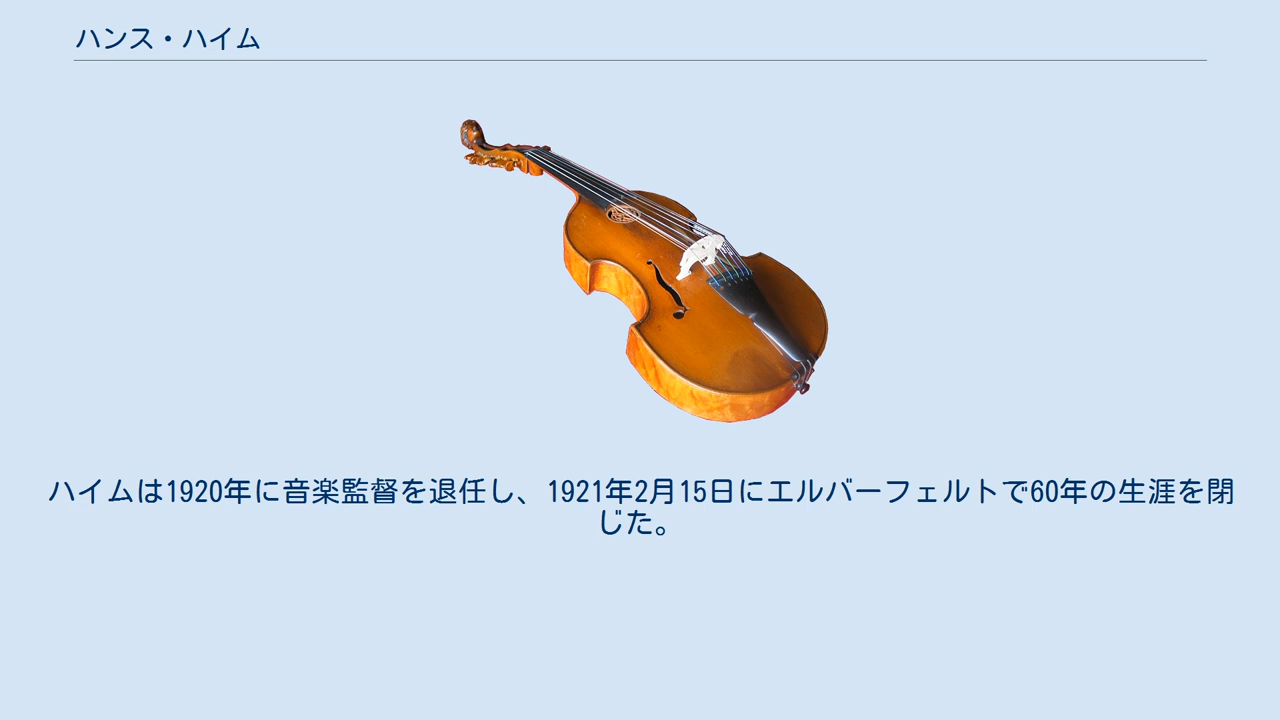 ハンス・ハイム
ハイムは1920年に音楽監督を退任し、1921年2月15日にエルバーフェルトで60年の生涯を閉
じた。